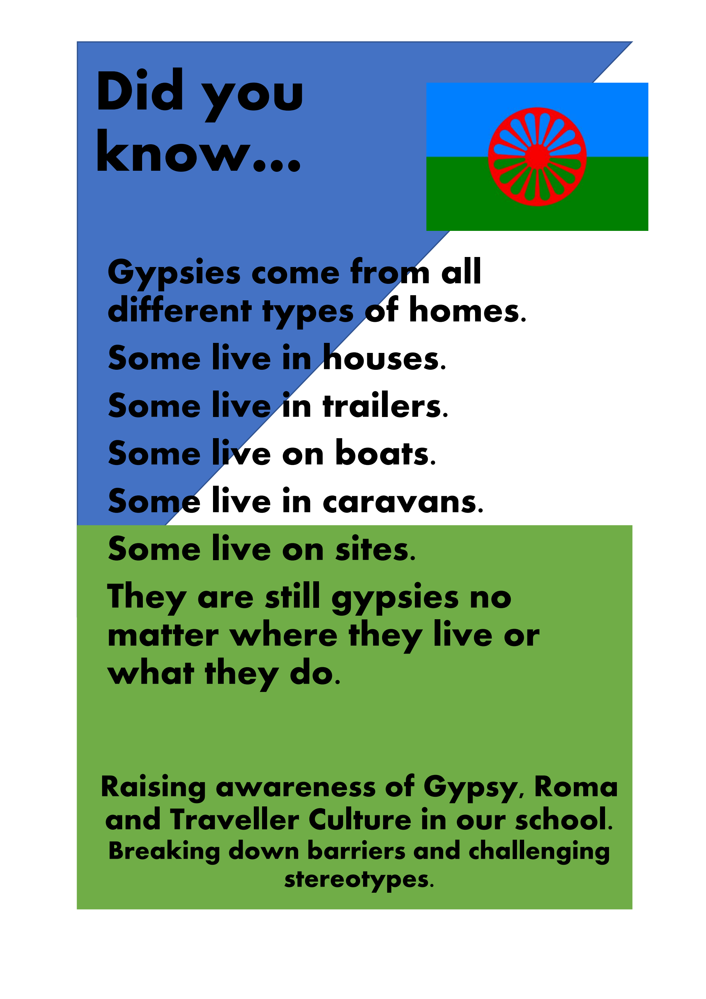 Did you
know...
Gypsies come from all
different types of homes.
Some live in houses.
Some live in trailers.
Some live on boats.
Some live in caravans.
Some live on sites.
They are still gypsies no
matter where they live or
what they do.
Raising awareness of Gypsy, Roma
and Traveller Culture in our school.
Breaking down barriers and challenging
stereotypes.